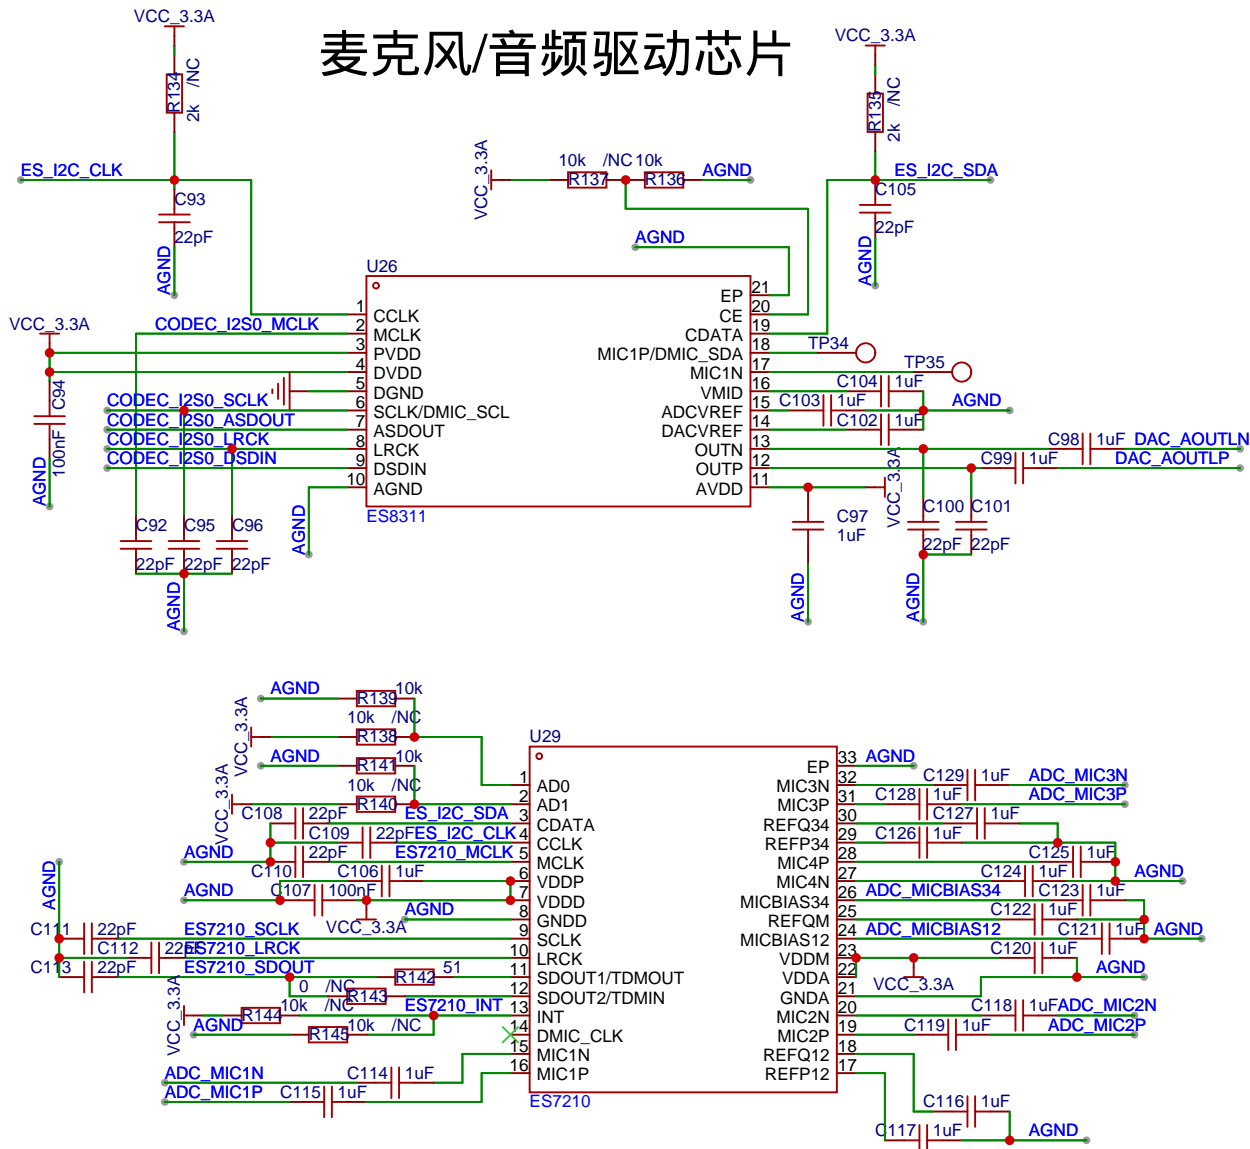 VCC_3.3A
麦克风/音频驱动芯片
VCC_3.3A
R134
2k /NC
R135
2k /NC
ES_I2C_CLK
VCC_3.3A
10k /NC 10k
R137 R136
AGND
ES_I2C_SDA
C93
22pF
AGND
C105
22pF
AGND
AGND
U26
VCC_3.3A
CODEC_I2S0_MCLK
1 CCLK
2 MCLK
3 PVDD
4 DVDD
5 DGND
6 SCLK/DMIC_SCL
7 ASDOUT
8 LRCK
9 DSDIN
10 AGND
21 EP
20 CE
19 CDATA
18 MIC1P/DMIC_SDA
17 MIC1N
16 VMID
15 ADCVREF
14 DACVREF
13 OUTN
12 OUTP
11 AVDD
ES8311
C94
100nF
AGND
CODEC_I2S0_SCLK
CODEC_I2S0_ASDOUT
CODEC_I2S0_LRCK
CODEC_I2S0_DSDIN
AGND
C92 C95 C96
22pF 22pF 22pF
AGND
TP34
TP35
C104 1uF
C103 1uF
AGND
C102 1uF
C98 1uF DAC_AOUTLN
C99 1uF DAC_AOUTLP
VCC_3.3A
C97
1uF
AGND
C100 C101
22pF 22pF
AGND
AGND
R139 10k
10k /NC
R138
VCC_3.3A
AGND
R141 10k
10k /NC
R140
VCC_3.3A
U29
C108 22pF ES_I2C_SDA
C109 22pF ES_I2C_CLK
AGND
C110 22pF ES7210_MCLK
C106 1uF
AGND
C107 100nF
VCC_3.3A
AGND
AGND
C111 22pF ES7210_SCLK
C112 22pF ES7210_LRCK
C113 22pF ES7210_SDOUT
R142 51
0 /NC
R143
VCC_3.3A
R144 10k /NC
ES7210_INT
AGND
R145 10k /NC
ADC_MIC1N C114 1uF
ADC_MIC1P C115 1uF
1 AD0
2 AD1
3 CDATA
4 CCLK
5 MCLK
6 VDDP
7 VDDD
8 GNDD
9 SCLK
10 LRCK
11 SDOUT1/TDMOUT
12 SDOUT2/TDMIN
13 INT
14 DMIC_CLK
15 MIC1N
16 MIC1P
33 EP
32 MIC3N
31 MIC3P
30 REFQ34
29 REFP34
28 MIC4P
27 MIC4N
26 MICBIAS34
25 REFQM
24 MICBIAS12
23 VDDM
22 VDDA
21 GNDA
20 MIC2N
19 MIC2P
18 REFQ12
17 REFP12
ES7210
AGND
C129 1uF ADC_MIC3N
C128 1uF ADC_MIC3P
C127 1uF
C126 1uF
C125 1uF
C124 1uF AGND
ADC_MICBIAS34 C123 1uF
C122 1uF
ADC_MICBIAS12 C121 1uF AGND
C120 1uF
VCC_3.3A
AGND
C118 1uF ADC_MIC2N
C119 1uF ADC_MIC2P
C116 1uF
C117 1uF AGND